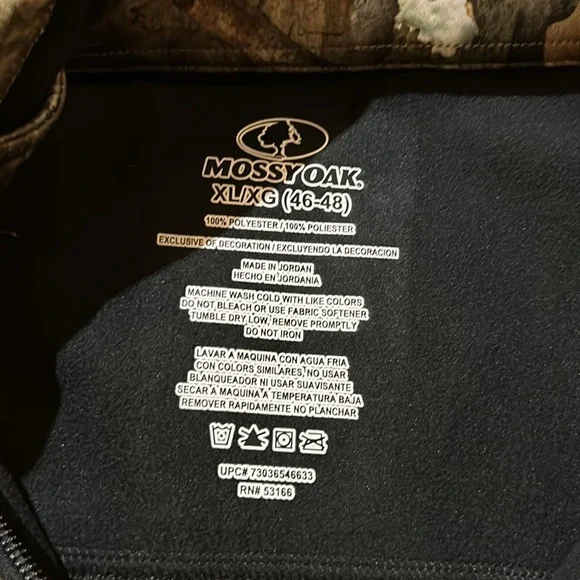 MOSSY OAK.
XL/XG (46-48)
100% POLYESTER / 100% POLIESTER
EXCLUSIVE OF DECORATION / EXCLUYENDO LA DECORACION
MADE IN JORDAN
HECHO EN JORDANIA
MACHINE WASH COLD WITH LIKE COLORS
DO NOT BLEACH OR USE FABRIC SOFTENER
TUMBLE DRY LOW, REMOVE PROMPTLY
DO NOT IRON
LAVAR A MAQUINA CON AGUA FRIA
CON COLORS SIMILARES, NO USAR
BLANQUEADOR NI USAR SUAVISANTE
SECAR A MAQUINA A TEMPERATURA BAJA
REMOVER RAPIDAMENTE NO PLANCHAR
UPC# 73036546633
RN# 53166